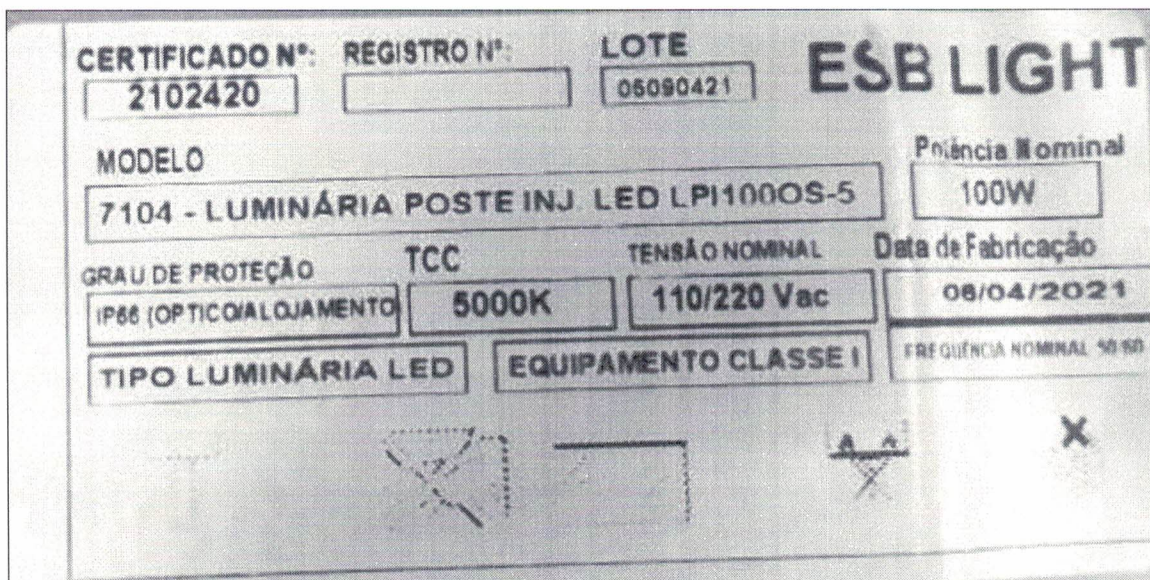 CERTIFICADO Nº: REGISTRO Nº: LOTE ESB LIGHT
2102420 05090421
MODELO Potência Nominal
7104 - LUMINÁRIA POSTE INJ. LED LPI100OS-5 100W
GRAU DE PROTEÇÃO TCC TENSÃO NOMINAL Data de Fabricação
IP66 (OPTICO/ALOJAMENTO) 5000K 110/220 Vac 06/04/2021
TIPO LUMINÁRIA LED EQUIPAMENTO CLASSE I FREQUÊNCIA NOMINAL 50/60
A A X